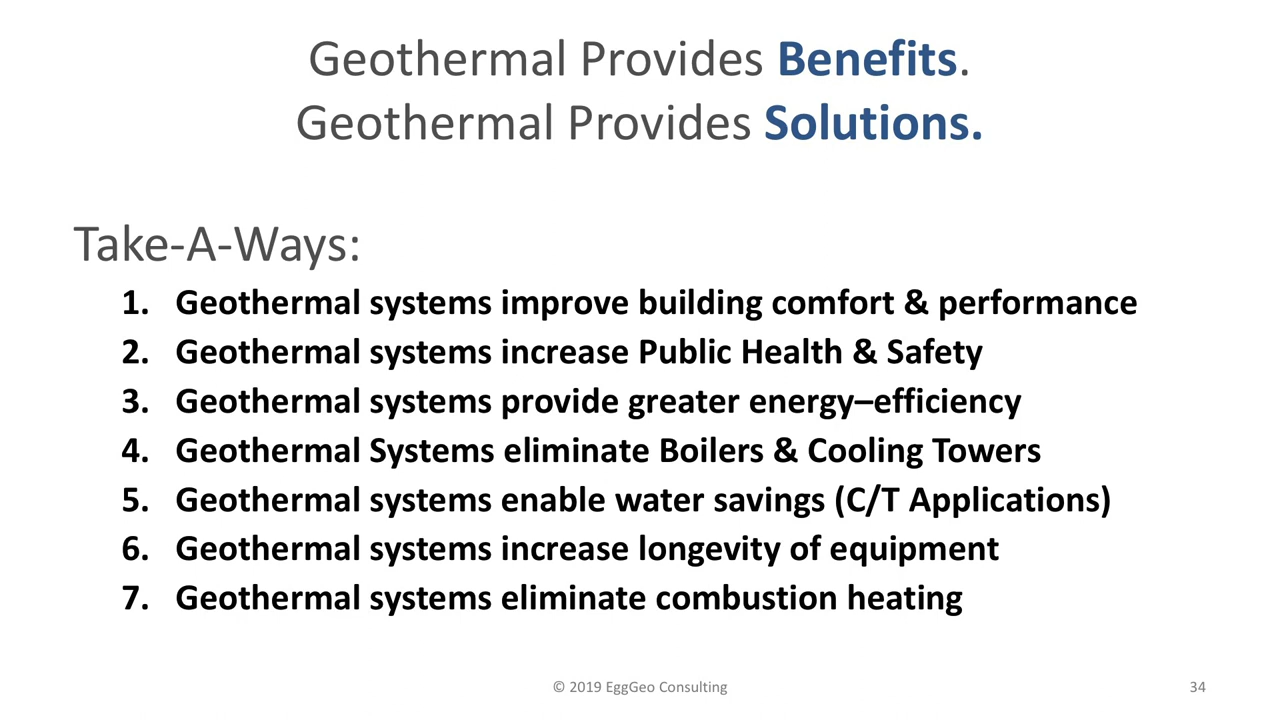 Geothermal Provides Benefits.
Geothermal Provides Solutions.
Take-A-Ways:
1. Geothermal systems improve building comfort & performance
2. Geothermal systems increase Public Health & Safety
3. Geothermal systems provide greater energy–efficiency
4. Geothermal Systems eliminate Boilers & Cooling Towers
5. Geothermal systems enable water savings (C/T Applications)
6. Geothermal systems increase longevity of equipment
7. Geothermal systems eliminate combustion heating
© 2019 EggGeo Consulting
34